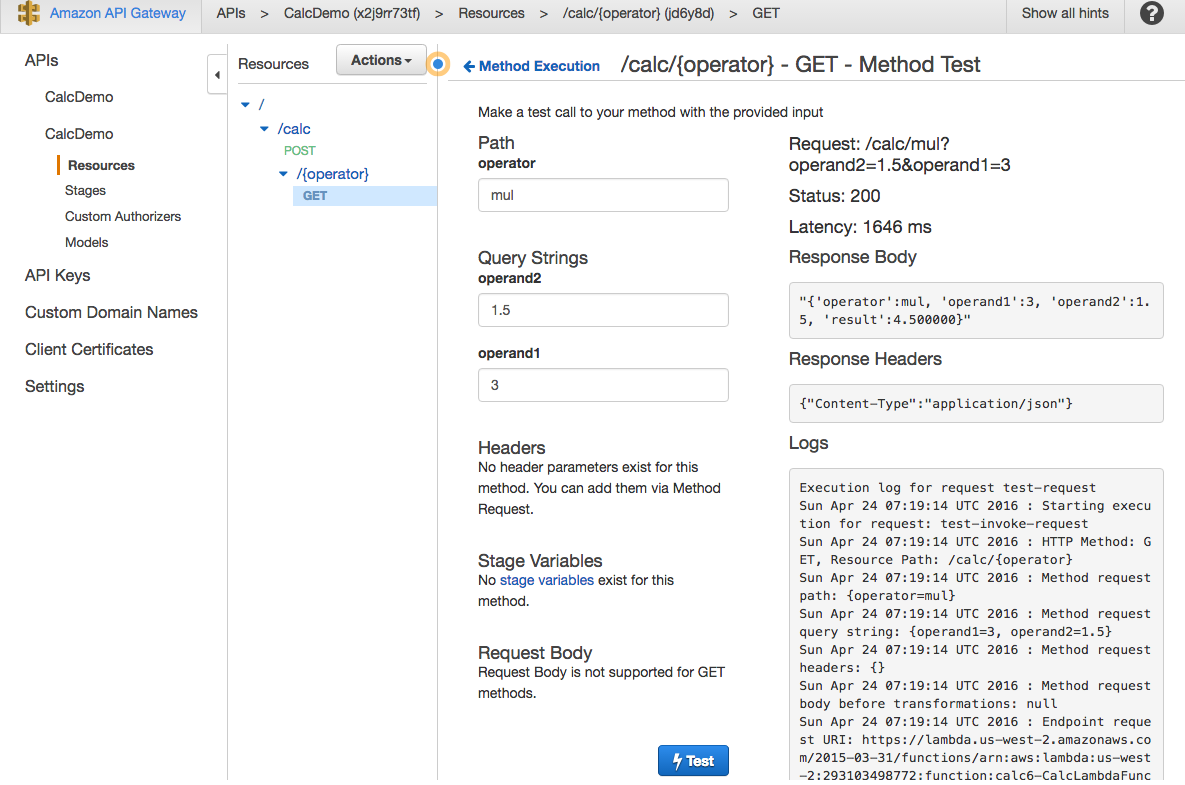 Amazon API Gateway
APIs > CalcDemo (x2j9rr73tf) > Resources > /calc/{operator} (jd6y8d) > GET
Show all hints
?
APIs
CalcDemo
CalcDemo
Resources
Stages
Custom Authorizers
Models
API Keys
Custom Domain Names
Client Certificates
Settings
Resources
Actions
/
/calc
POST
/{operator}
GET
Method Execution
/calc/{operator} - GET - Method Test
Make a test call to your method with the provided input
Path
operator
mul
Query Strings
operand2
1.5
operand1
3
Headers
No header parameters exist for this
method. You can add them via Method
Request.
Stage Variables
No stage variables exist for this
method.
Request Body
Request Body is not supported for GET
methods.
Test
Request: /calc/mul?
operand2=1.5&operand1=3
Status: 200
Latency: 1646 ms
Response Body
"{'operator':mul, 'operand1':3, 'operand2':1.
5, 'result':4.500000}"
Response Headers
{"Content-Type":"application/json"}
Logs
Execution log for request test-request
Sun Apr 24 07:19:14 UTC 2016 : Starting execu
tion for request: test-invoke-request
Sun Apr 24 07:19:14 UTC 2016 : HTTP Method: G
ET, Resource Path: /calc/{operator}
Sun Apr 24 07:19:14 UTC 2016 : Method request
path: {operator=mul}
Sun Apr 24 07:19:14 UTC 2016 : Method request
query string: {operand1=3, operand2=1.5}
Sun Apr 24 07:19:14 UTC 2016 : Method request
headers: {}
Sun Apr 24 07:19:14 UTC 2016 : Method request
body before transformations: null
Sun Apr 24 07:19:14 UTC 2016 : Endpoint reque
st URI: https://lambda.us-west-2.amazonaws.co
m/2015-03-31/functions/arn:aws:lambda:us-west
-2:293103498772:function:calc6-CalcLambdaFunc